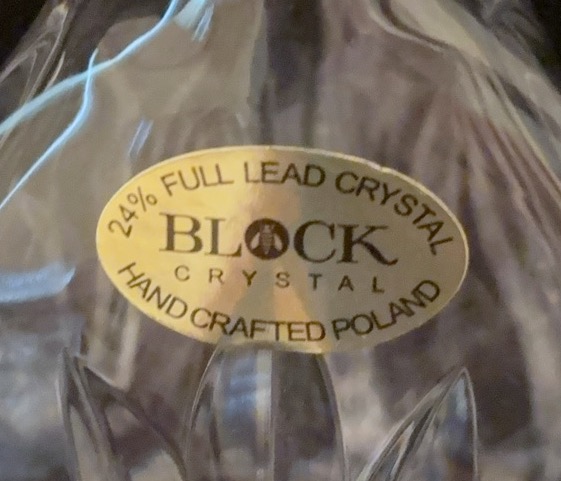 24% FULL LEAD CRYSTAL
BLOCK
CRYSTAL
HAND CRAFTED POLAND